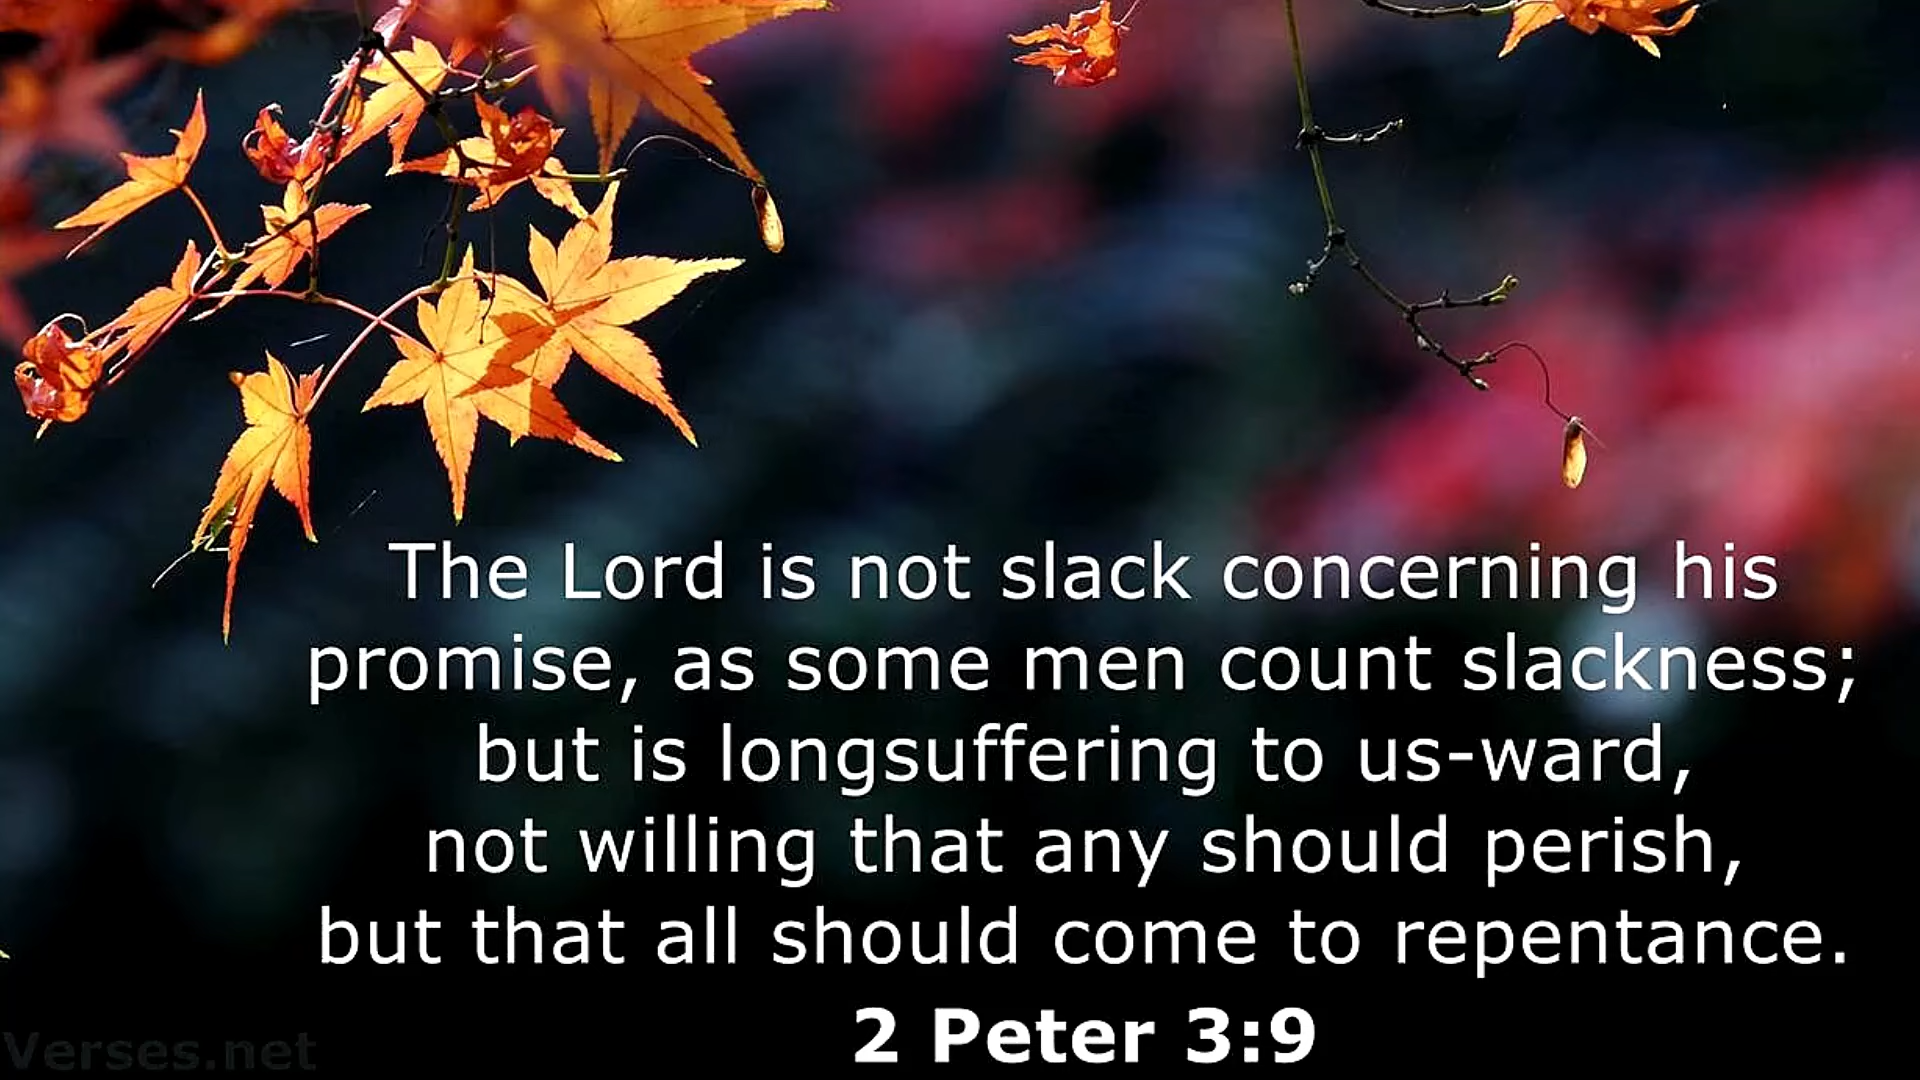 The Lord is not slack concerning his
promise, as some men count slackness;
but is longsuffering to us-ward,
not willing that any should perish,
but that all should come to repentance.
2 Peter 3:9
Verses.net